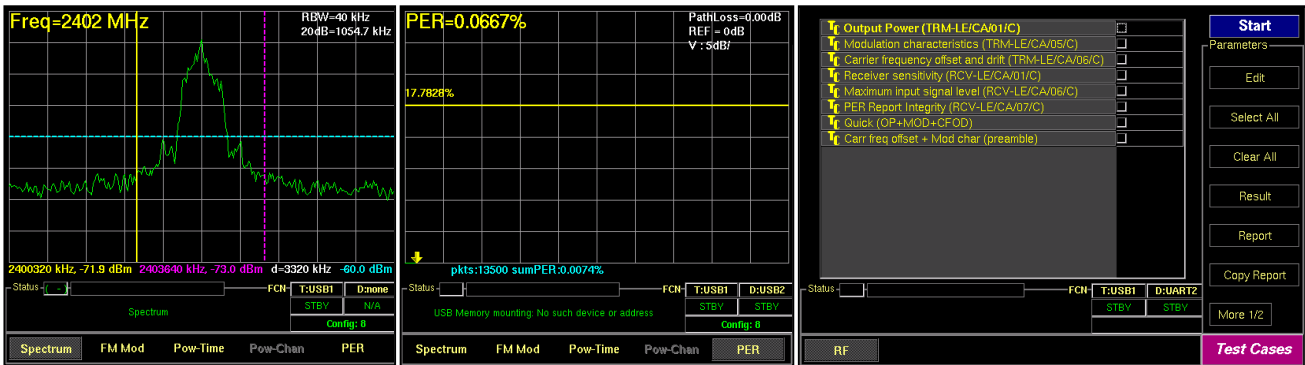 Freq=2402 MHz
RBW=40 kHz
20dB=1054.7 kHz
2400320 kHz, -71.9 dBm 2403640 kHz, -73.0 dBm d=3320 kHz -60.0 dBm
Status ( - ) FCN T:USB1 D:none
STBY N/A
Spectrum
Config: 8
Spectrum FM Mod Pow-Time Pow-Chan PER
PER=0.0667%
PathLoss=0.00dB
REF = 0dB
V : 5dB/
17.7828%
pkts:13500 sumPER:0.0074%
Status FCN T:USB1 D:USB2
STBY STBY
USB Memory mounting: No such device or address
Config: 8
Spectrum FM Mod Pow-Time Pow-Chan PER
TC Output Power (TRM-LE/CA/01/C)
TC Modulation characteristics (TRM-LE/CA/05/C)
TC Carrier frequency offset and drift (TRM-LE/CA/06/C)
TC Receiver sensitivity (RCV-LE/CA/01/C)
TC Maximum input signal level (RCV-LE/CA/06/C)
TC PER Report Integrity (RCV-LE/CA/07/C)
TC Quick (OP+MOD+CFOD)
TC Carr freq offset + Mod char (preamble)
Status FCN T:USB1 D:UART2
STBY STBY
RF
Start
Parameters
Edit
Select All
Clear All
Result
Report
Copy Report
More 1/2
Test Cases